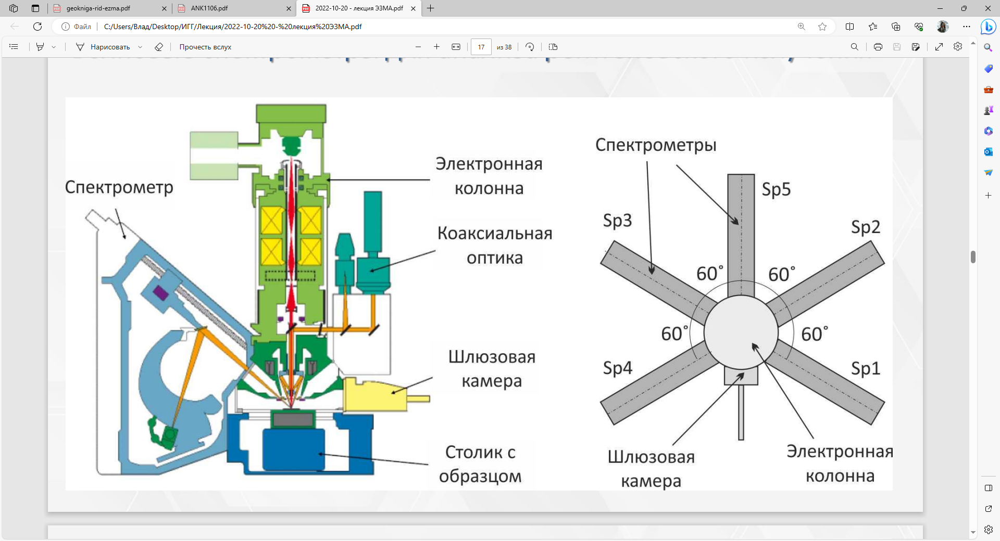 geokniga-rid-ezma.pdf
ANK1106.pdf
2022-10-20 - лекция ЭЗМА.pdf
Файл
C:/Users/Влад/Desktop/ИГГ/Лекция/2022-10-20%20-%20лекция%20ЭЗМА.pdf
Нарисовать
Прочесть вслух
17
из 38
Спектрометр
Электронная
колонна
Коаксиальная
оптика
Шлюзовая
камера
Столик с
образцом
Спектрометры
Sp5
Sp3
Sp2
60°
60°
60°
60°
Sp4
Sp1
Шлюзовая
камера
Электронная
колонна